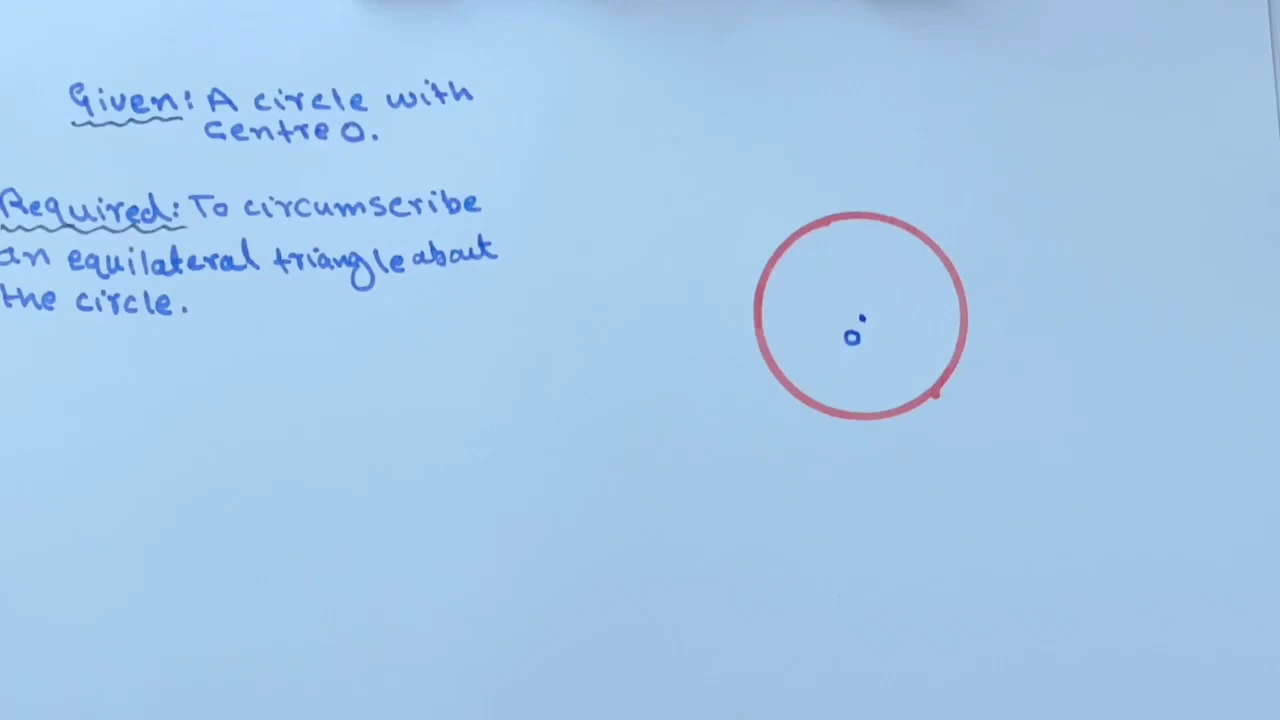 Given: A circle with
centre O.
Required: To circumscribe
an equilateral triangle about
the circle.
O